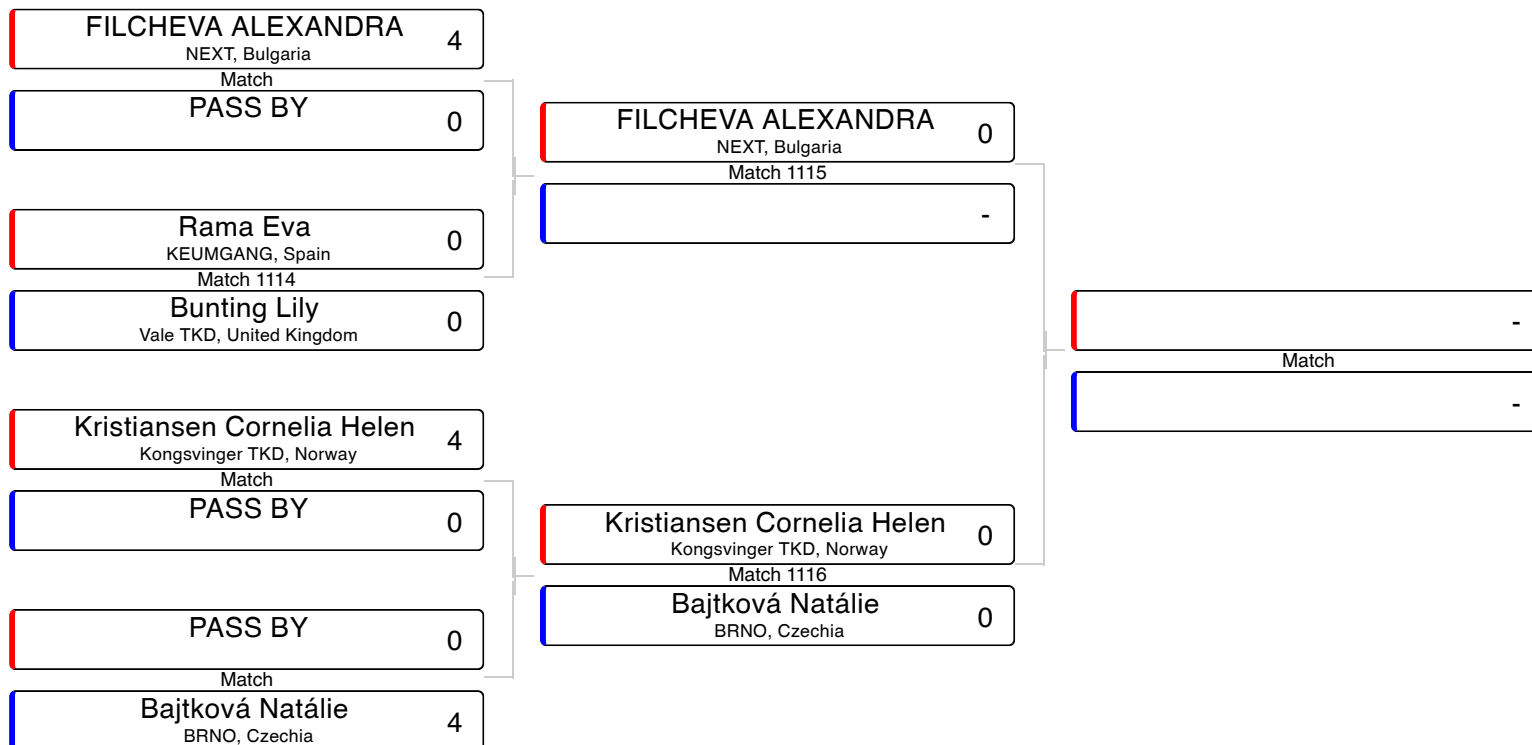 FILCHEVA ALEXANDRA 4
NEXT, Bulgaria
Match
PASS BY 0
Rama Eva 0
KEUMGANG, Spain
Match 1114
Bunting Lily 0
Vale TKD, United Kingdom
Kristiansen Cornelia Helen 4
Kongsvinger TKD, Norway
Match
PASS BY 0
PASS BY 0
Match
Bajtková Natálie 4
BRNO, Czechia
FILCHEVA ALEXANDRA 0
NEXT, Bulgaria
Match 1115
-
Kristiansen Cornelia Helen 0
Kongsvinger TKD, Norway
Match 1116
Bajtková Natálie 0
BRNO, Czechia
-
Match
-